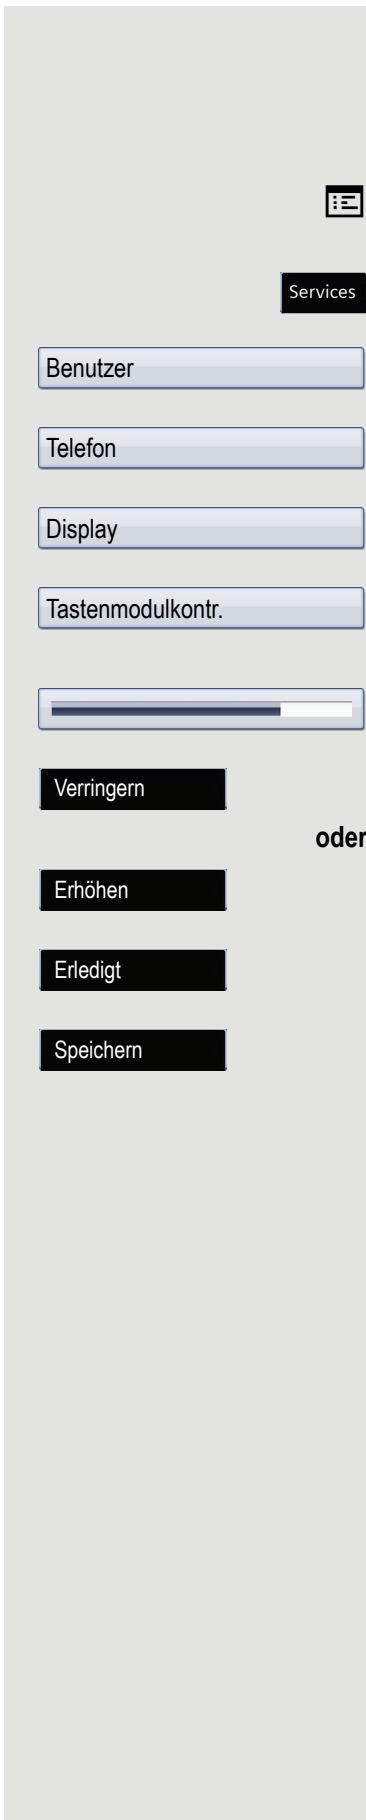 Services
Benutzer
Telefon
Display
Tastenmodulkontr.
Verringern
oder
Erhöhen
Erledigt
Speichern